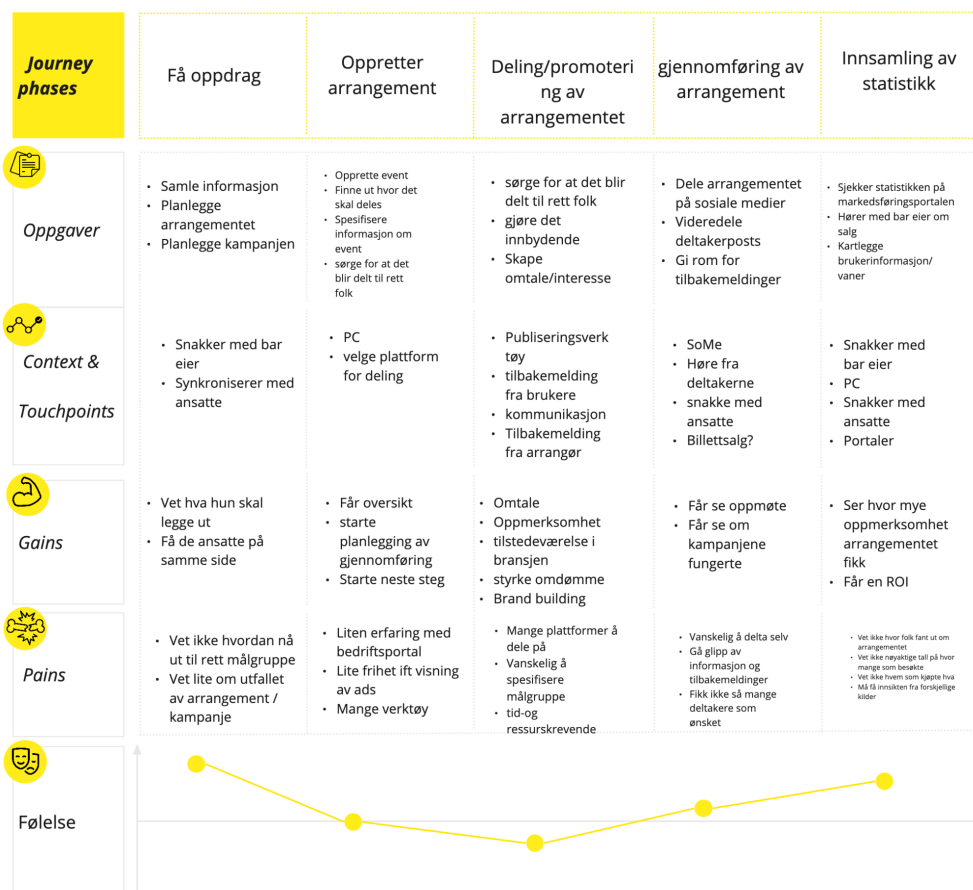 Journey
phases
Få oppdrag
Oppretter
arrangement
Deling/promoteri
ng av
arrangementet
gjennomføring av
arrangement
Innsamling av
statistikk
Oppgaver
• Samle informasjon
• Planlegge
arrangementet
• Planlegge kampanjen
• Opprette event
• Finne ut hvor det
skal deles
• Spesifisere
informasjon om
event
• sørge for at det
blir delt til rett
folk
• sørge for at det blir
delt til rett folk
• gjøre det
innbydende
• Skape
omtale/interesse
• Dele arrangementet
på sosiale medier
• Videredele
deltakerposts
• Gi rom for
tilbakemeldinger
• Sjekker statistikken på
markedsføringsportalen
• Hører med bar eier om
salg
• Kartlegge
brukerinformasjon/
vaner
Context &
Touchpoints
• Snakker med bar
eier
• Synkroniserer med
ansatte
• PC
• velge plattform
for deling
• Publiseringsverk
tøy
• tilbakemelding
fra brukere
• kommunikasjon
• Tilbakemelding
fra arrangør
• SoMe
• Høre fra
deltakerne
• snakke med
ansatte
• Billettsalg?
• Snakker med
bar eier
• PC
• Snakker med
ansatte
• Portaler
Gains
• Vet hva hun skal
legge ut
• Få de ansatte på
samme side
• Får oversikt
• starte
planlegging av
gjennomføring
• Starte neste steg
• Omtale
• Oppmerksomhet
• tilstedeværelse i
bransjen
• styrke omdømme
• Brand building
• Får se oppmøte
• Får se om
kampanjene
fungerte
• Ser hvor mye
oppmerksomhet
arrangementet
fikk
• Får en ROI
Pains
• Vet ikke hvordan nå
ut til rett målgruppe
• Vet lite om utfallet
av arrangement /
kampanje
• Liten erfaring med
bedriftsportal
• Lite frihet ift visning
av ads
• Mange verktøy
• Mange plattformer å
dele på
• Vanskelig å
spesifisere
målgruppe
• tid-og
ressurskrevende
• Vanskelig å delta selv
• Gå glipp av
informasjon og
tilbakemeldinger
• Fikk ikke så mange
deltakere som
ønsket
• Vet ikke hvor folk fant ut om
arrangementet
• Vet ikke nøyaktige tall på hvor
mange som besøkte
• Vet ikke hvem som kjøpte hva
• Må få innsikten fra forskjellige
kilder
Følelse